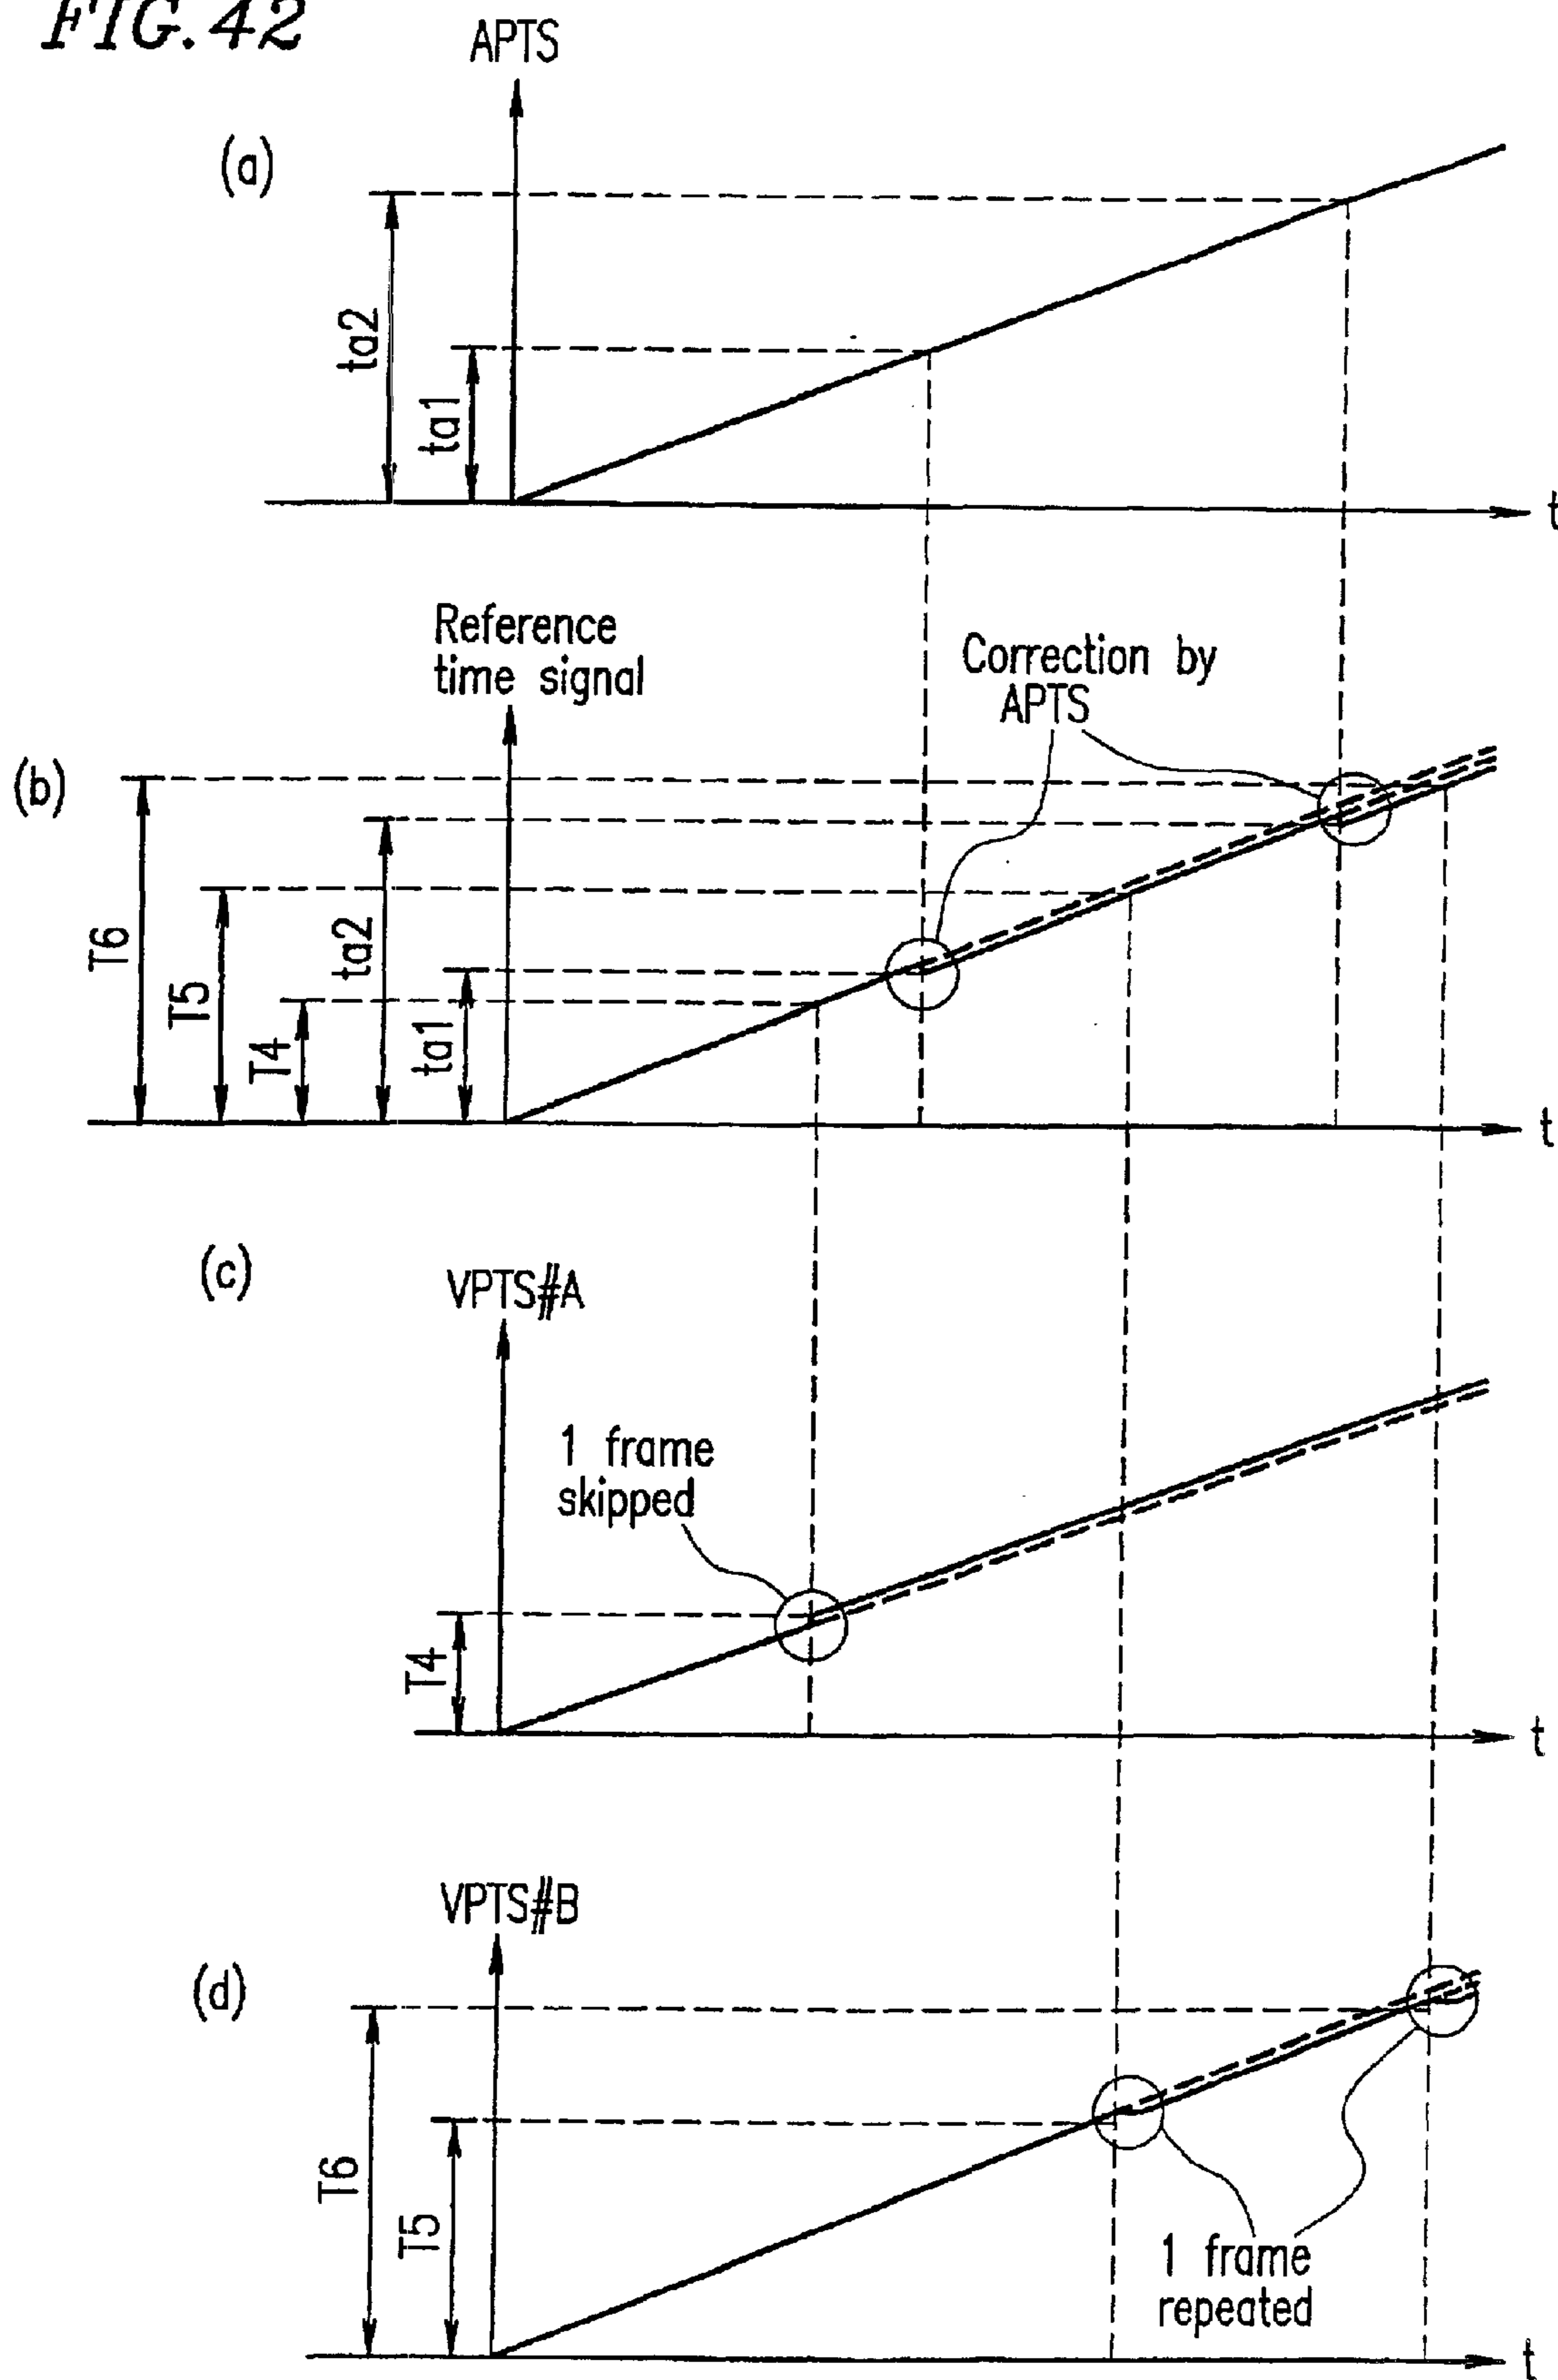 FIG. 42
APTS
(a)
ta2
ta1
t
Reference
time signal
Correction by
APTS
(b)
T6
T5
T4
ta2
ta1
t
(c)
VPTS#A
1 frame
skipped
T4
t
VPTS#B
(d)
T6
T5
1 frame
repeated
t